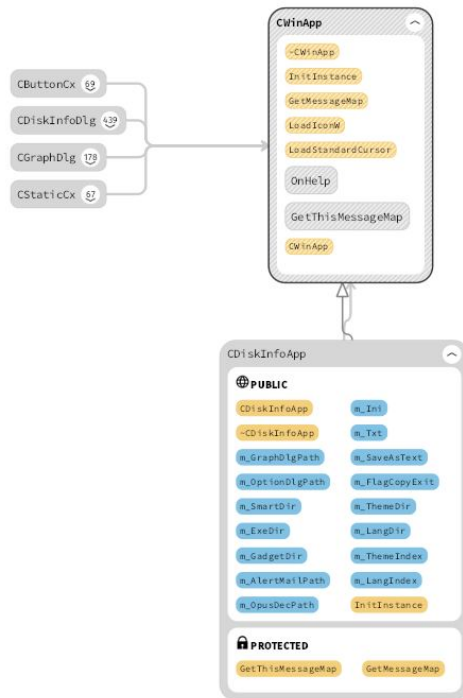 CWinApp
~CWinApp
InitInstance
GetMessageMap
LoadIconW
LoadStandardCursor
OnHelp
GetThisMessageMap
CWinApp
CButtonCx 69
CDiskInfoDlg 439
CGraphDlg 178
CStaticCx 67
CDiskInfoApp
PUBLIC
CDiskInfoApp m_Ini
~CDiskInfoApp m_Txt
m_GraphDlgPath m_SaveAsText
m_OptionDlgPath m_FlagCopyExit
m_SmartDir m_ThemeDir
m_ExeDir m_LangDir
m_GadgetDir m_ThemeIndex
m_AlertMailPath m_LangIndex
m_OpusDecPath InitInstance
PROTECTED
GetThisMessageMap GetMessageMap